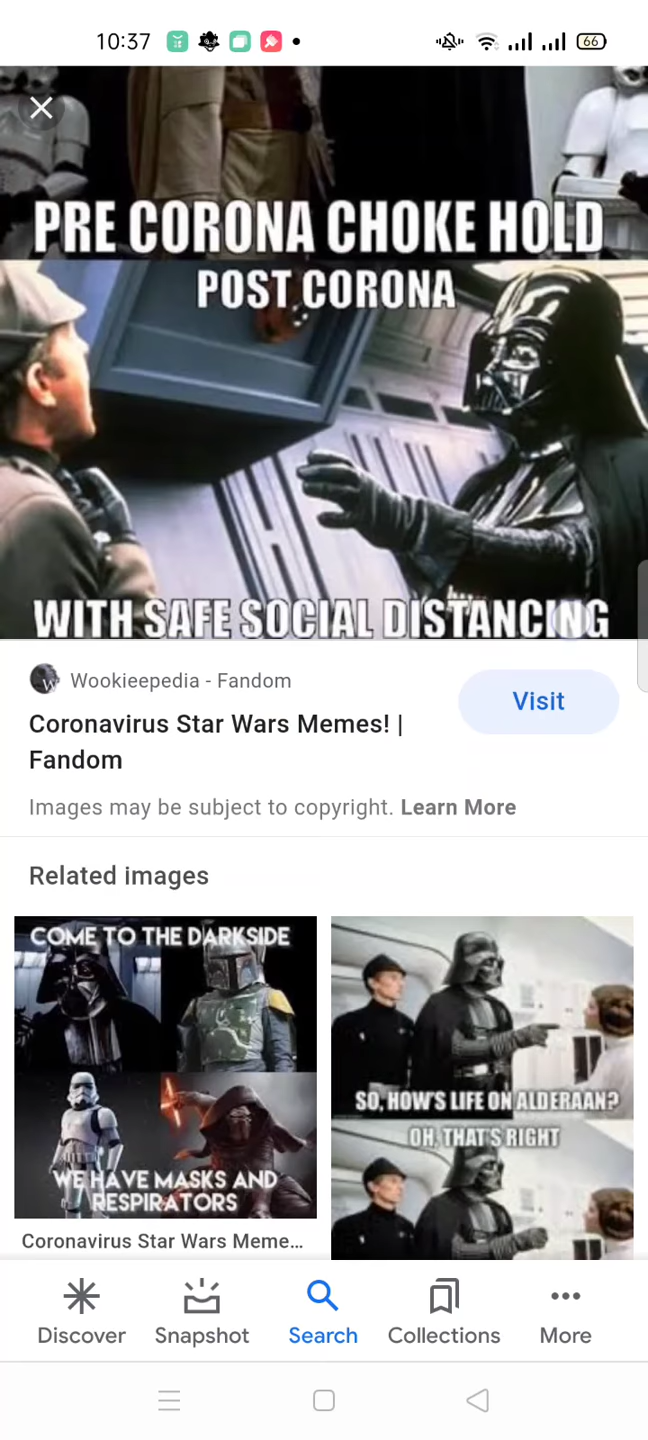 10:37
66
PRE CORONA CHOKE HOLD
POST CORONA
WITH SAFE SOCIAL DISTANCING
W
Wookieepedia - Fandom
Visit
Coronavirus Star Wars Memes! |
Fandom
Images may be subject to copyright. Learn More
Related images
COME TO THE DARKSIDE
WE HAVE MASKS AND
RESPIRATORS
Coronavirus Star Wars Meme...
SO, HOW'S LIFE ON ALDERAAN?
OH, THAT'S RIGHT
Discover
Snapshot
Search
Collections
More